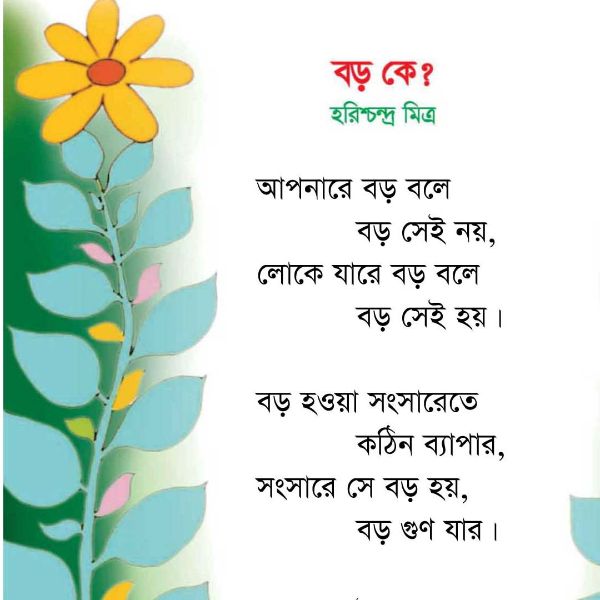 বড় কে?
হরিশ্চন্দ্র মিত্র
আপনারে বড় বলে
বড় সেই নয়,
লোকে যারে বড় বলে
বড় সেই হয়।
বড় হওয়া সংসারেতে
কঠিন ব্যাপার,
সংসারে সে বড় হয়,
বড় গুণ যার।